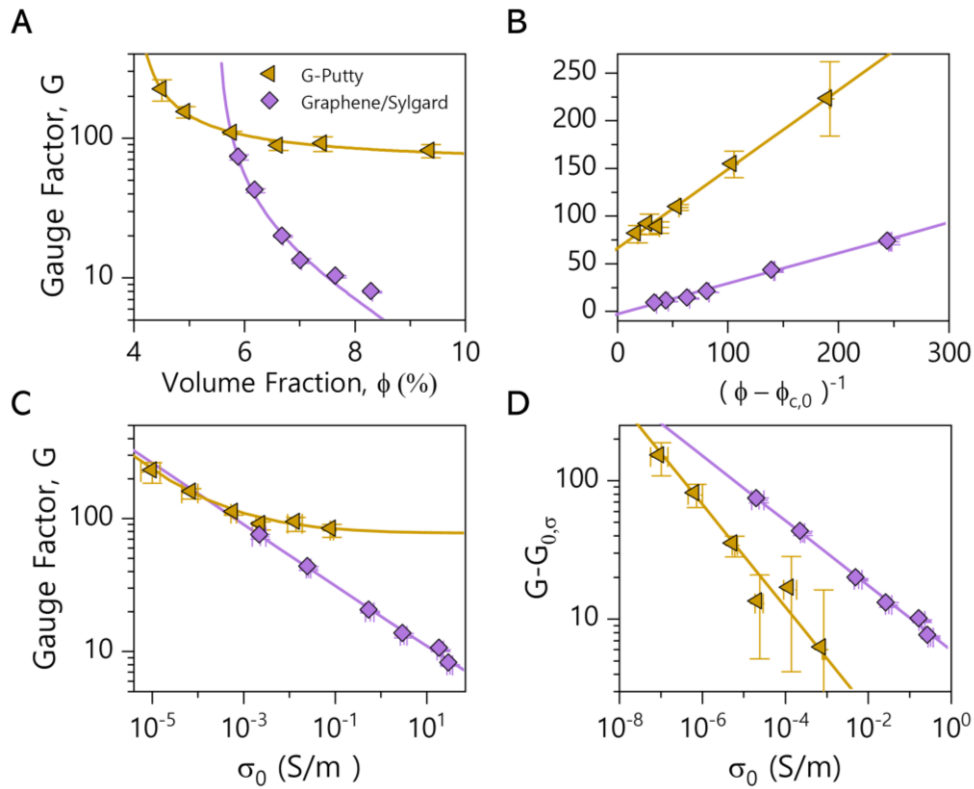 A
Gauge Factor, G
100
10
G-Putty
Graphene/Sylgard
4 6 8 10
Volume Fraction, ϕ (%)
B
250
200
150
100
50
0
0 100 200 300
( ϕ − ϕc,0 )⁻¹
C
Gauge Factor, G
100
10
10⁻⁵ 10⁻³ 10⁻¹ 10¹
σ₀ (S/m )
D
G-G₀,σ
100
10
10⁻⁸ 10⁻⁶ 10⁻⁴ 10⁻² 10⁰
σ₀ (S/m)